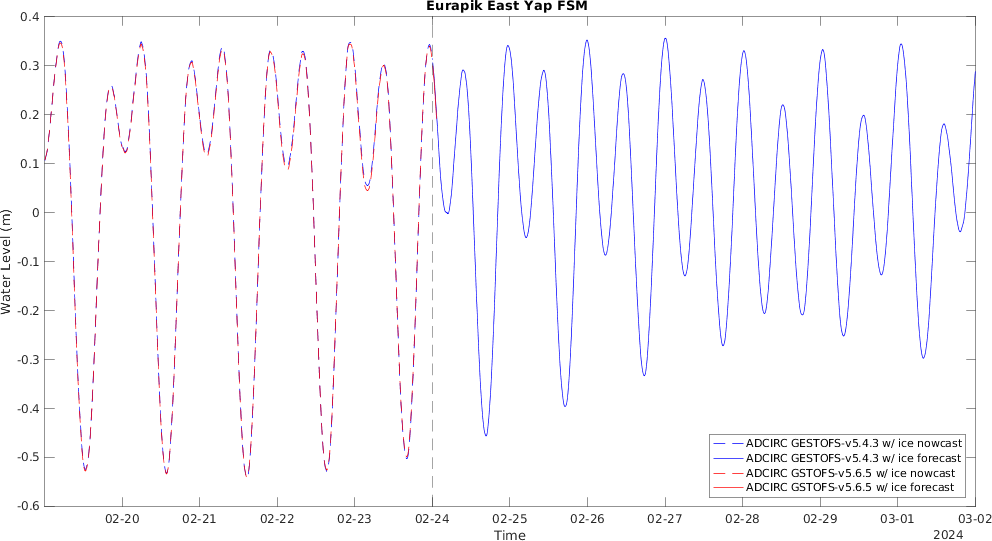 Eurapik East Yap FSM
0.4
0.3
0.2
0.1
0
-0.1
-0.2
-0.3
-0.4
-0.5
-0.6
Water Level (m)
ADCIRC GESTOFS-v5.4.3 w/ ice nowcast
ADCIRC GESTOFS-v5.4.3 w/ ice forecast
ADCIRC GSTOFS-v5.6.5 w/ ice nowcast
ADCIRC GSTOFS-v5.6.5 w/ ice forecast
02-20 02-21 02-22 02-23 02-24 02-25 02-26 02-27 02-28 02-29 03-01 03-02
Time
2024